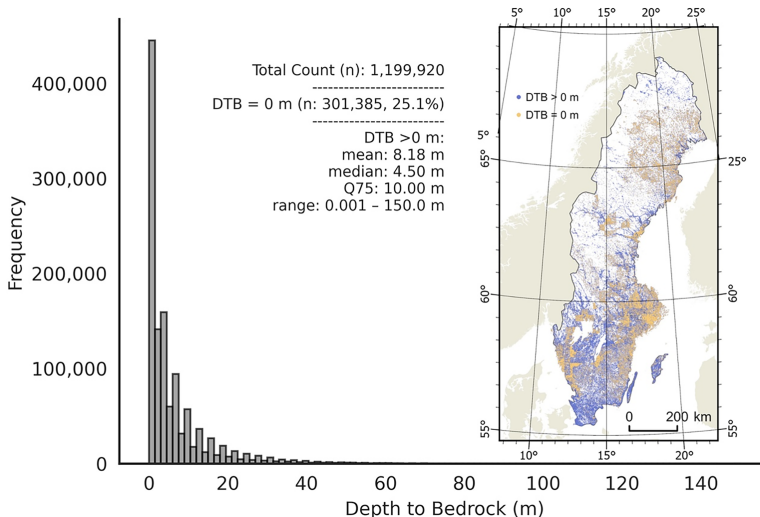 Total Count (n): 1,199,920
DTB = 0 m (n: 301,385, 25.1%)
DTB >0 m:
mean: 8.18 m
median: 4.50 m
Q75: 10.00 m
range: 0.001 – 150.0 m
Frequency
400,000
300,000
200,000
100,000
0
0 20 40 60 80 100 120 140
Depth to Bedrock (m)
5° 10° 15° 20° 25°
DTB > 0 m
DTB = 0 m
5°
65°
25°
60°
60°
0 200 km
55°
55°
10° 15° 20°